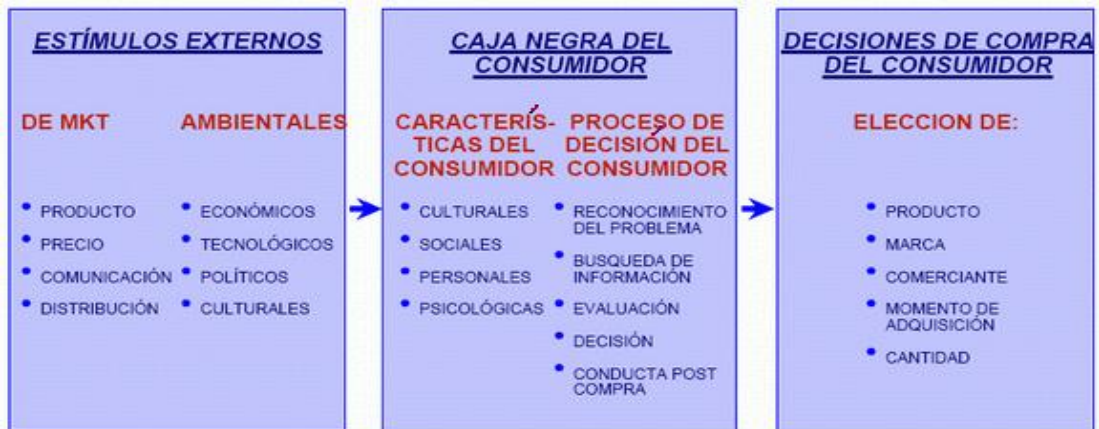 ESTÍMULOS EXTERNOS
DE MKT
PRODUCTO
PRECIO
COMUNICACIÓN
DISTRIBUCIÓN
AMBIENTALES
ECONÓMICOS
TECNOLÓGICOS
POLÍTICOS
CULTURALES
CAJA NEGRA DEL
CONSUMIDOR
CARACTERÍS-
TICAS DEL
CONSUMIDOR
CULTURALES
SOCIALES
PERSONALES
PSICOLÓGICAS
PROCESO DE
DECISIÓN DEL
CONSUMIDOR
RECONOCIMIENTO
DEL PROBLEMA
BUSQUEDA DE
INFORMACIÓN
EVALUACIÓN
DECISIÓN
CONDUCTA POST
COMPRA
DECISIONES DE COMPRA
DEL CONSUMIDOR
ELECCION DE:
PRODUCTO
MARCA
COMERCIANTE
MOMENTO DE
ADQUISICIÓN
CANTIDAD